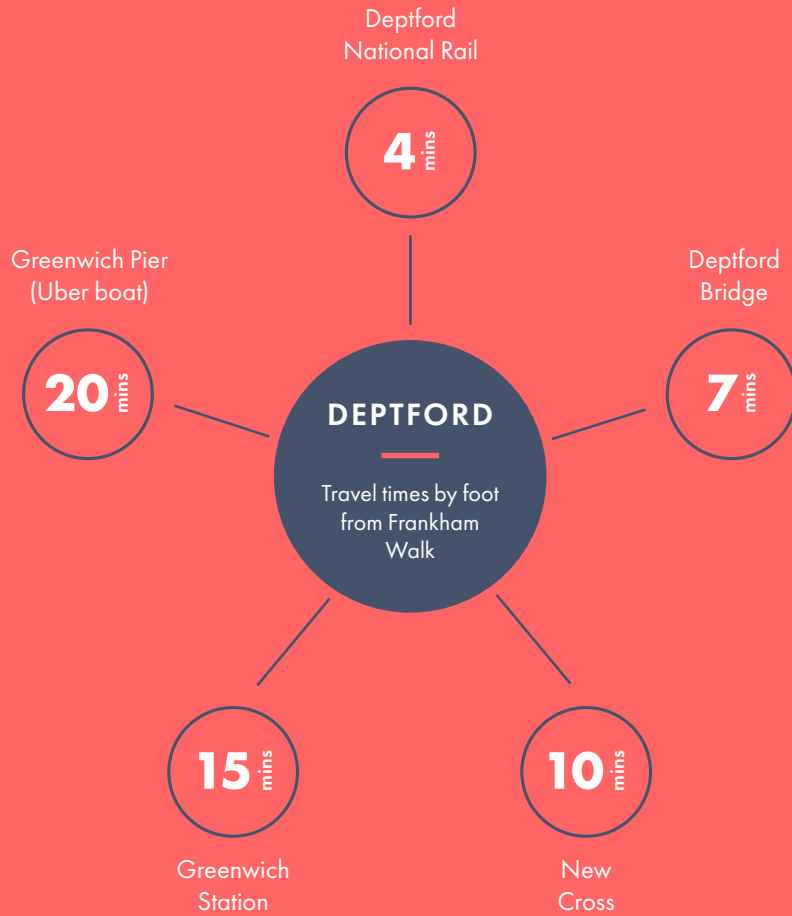 Deptford
National Rail
4 mins
Greenwich Pier
(Uber boat)
20 mins
Deptford
Bridge
7 mins
DEPTFORD
Travel times by foot
from Frankham
Walk
15 mins
Greenwich
Station
10 mins
New
Cross